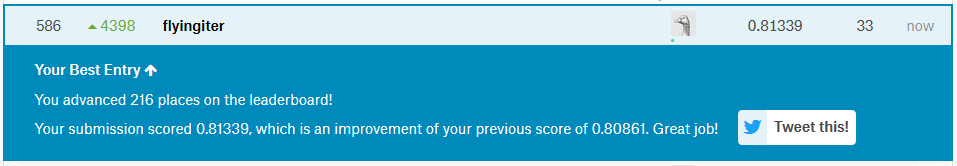 586 4398 flyingiter 0.81339 33 now
Your Best Entry
You advanced 216 places on the leaderboard!
Your submission scored 0.81339, which is an improvement of your previous score of 0.80861. Great job! Tweet this!